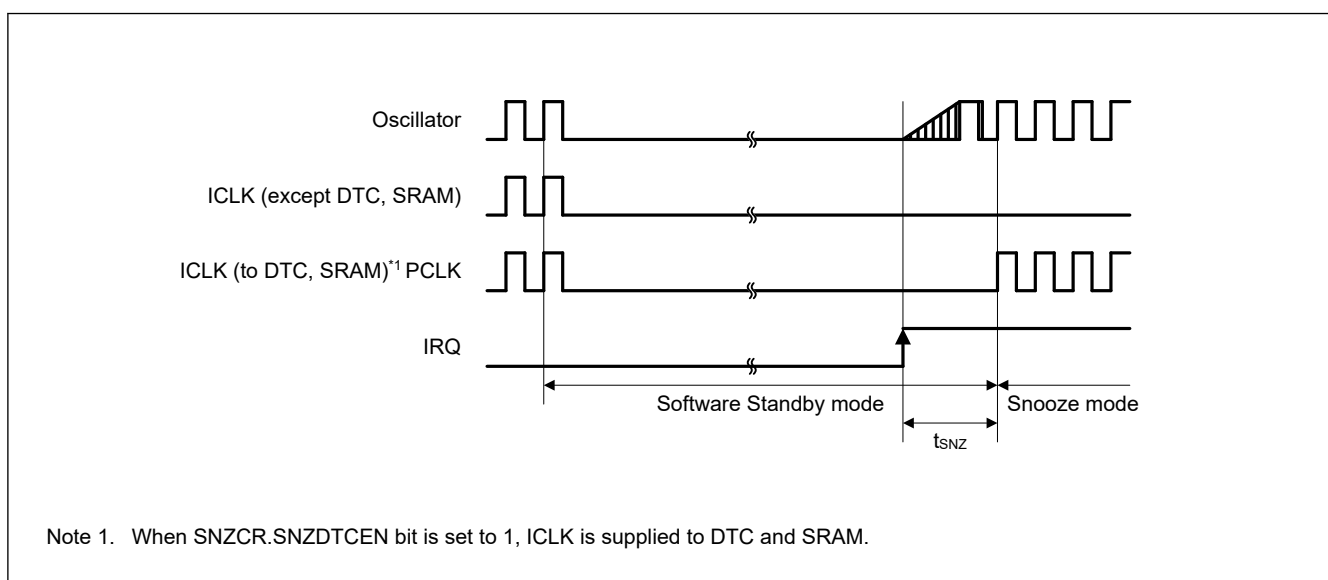 Oscillator
ICLK (except DTC, SRAM)
ICLK (to DTC, SRAM)*1 PCLK
IRQ
Software Standby mode
Snooze mode
tSNZ
Note 1. When SNZCR.SNZDTCEN bit is set to 1, ICLK is supplied to DTC and SRAM.